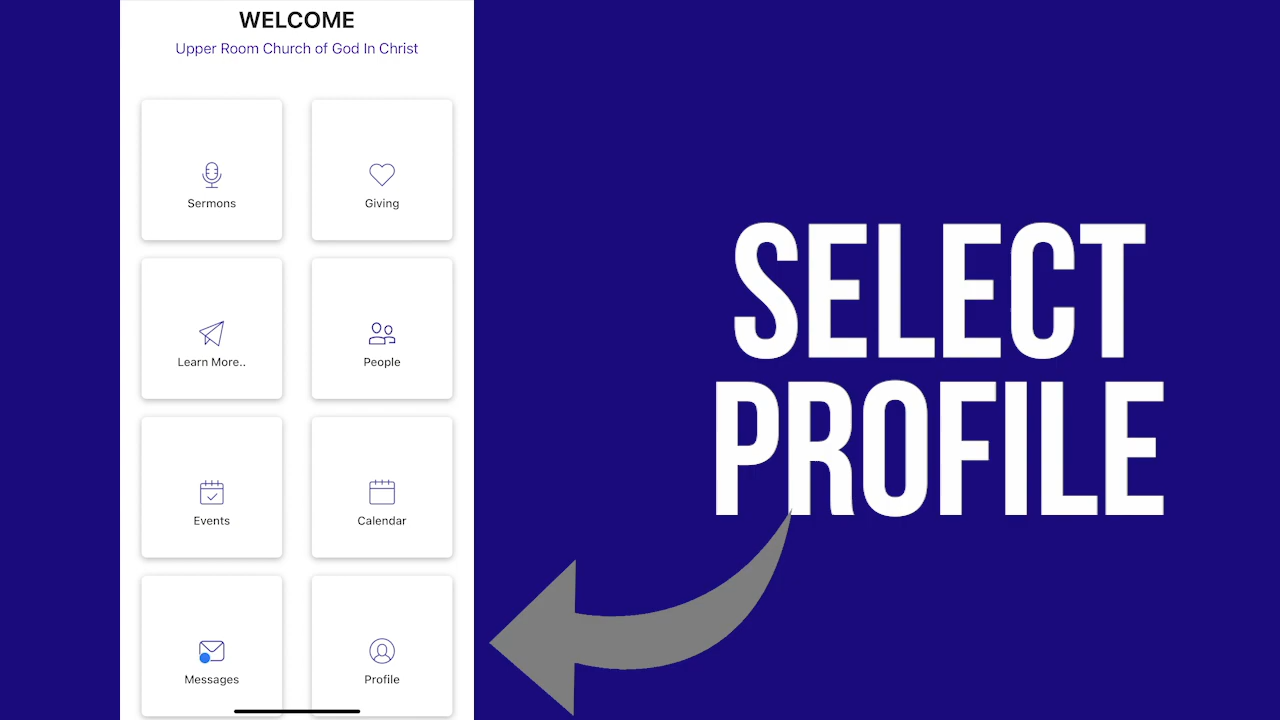 WELCOME
Upper Room Church of God In Christ
Sermons
Giving
Learn More..
People
Events
Calendar
Messages
Profile
SELECT
PROFILE